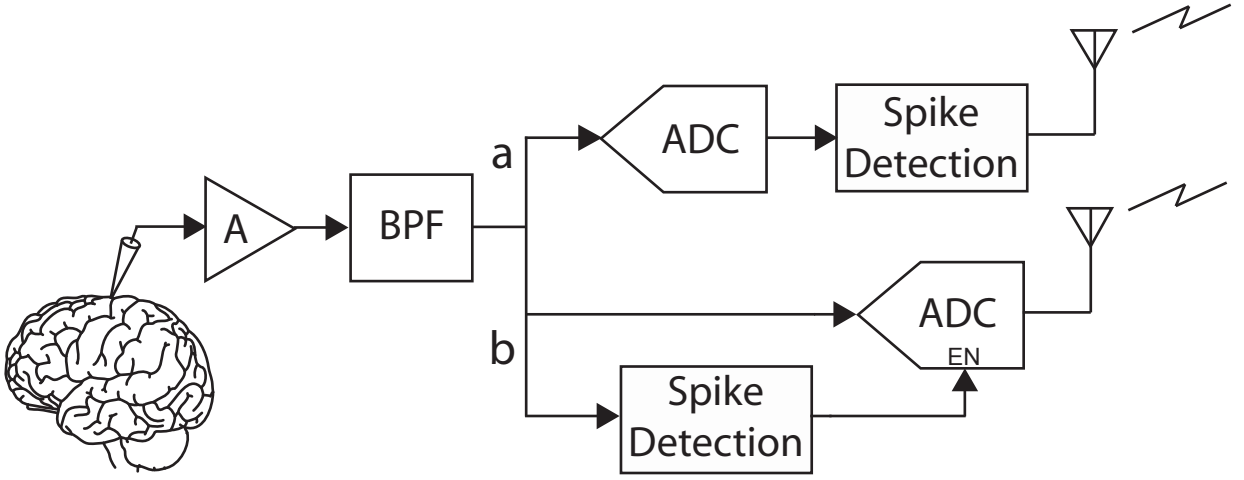 a
ADC
Spike
Detection
A
BPF
b
ADC
EN
Spike
Detection